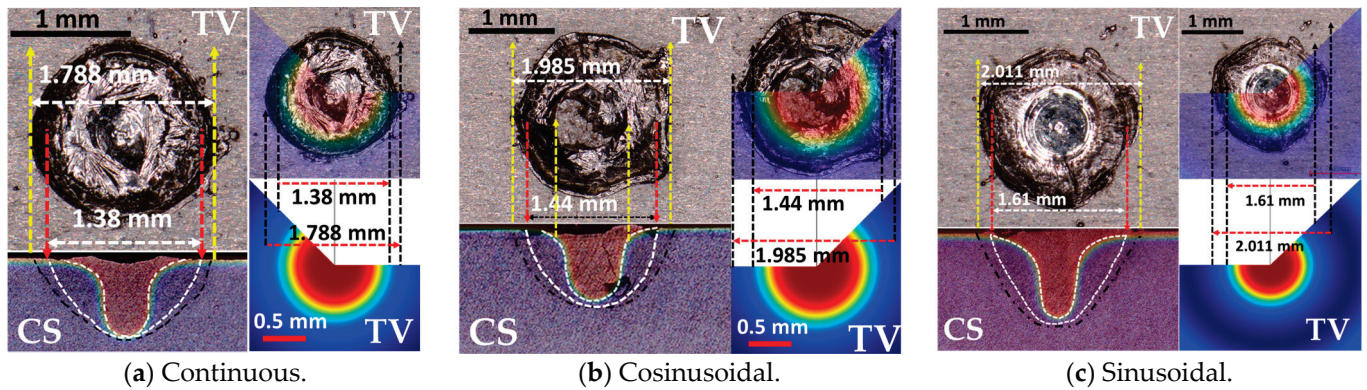 1 mm
TV
TV
1.788 mm
1.38 mm
1.38 mm
1.788 mm
0.5 mm
CS
TV
(a) Continuous.
1 mm
TV
TV
1.985 mm
1.44 mm
1.44 mm
1.985 mm
0.5 mm
CS
TV
(b) Cosinusoidal.
1 mm
TV
1 mm
TV
2.011 mm
1.61 mm
1.61 mm
2.011 mm
CS
TV
(c) Sinusoidal.